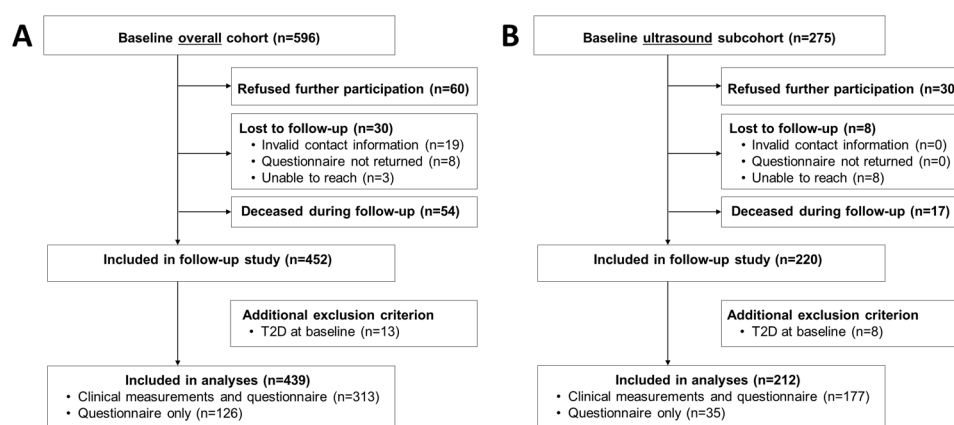 A
Baseline overall cohort (n=596)
Refused further participation (n=60)
Lost to follow-up (n=30)
• Invalid contact information (n=19)
• Questionnaire not returned (n=8)
• Unable to reach (n=3)
Deceased during follow-up (n=54)
Included in follow-up study (n=452)
Additional exclusion criterion
• T2D at baseline (n=13)
Included in analyses (n=439)
• Clinical measurements and questionnaire (n=313)
• Questionnaire only (n=126)
B
Baseline ultrasound subcohort (n=275)
Refused further participation (n=30
Lost to follow-up (n=8)
• Invalid contact information (n=0)
• Questionnaire not returned (n=0)
• Unable to reach (n=8)
Deceased during follow-up (n=17)
Included in follow-up study (n=220)
Additional exclusion criterion
• T2D at baseline (n=8)
Included in analyses (n=212)
• Clinical measurements and questionnaire (n=177)
• Questionnaire only (n=35)